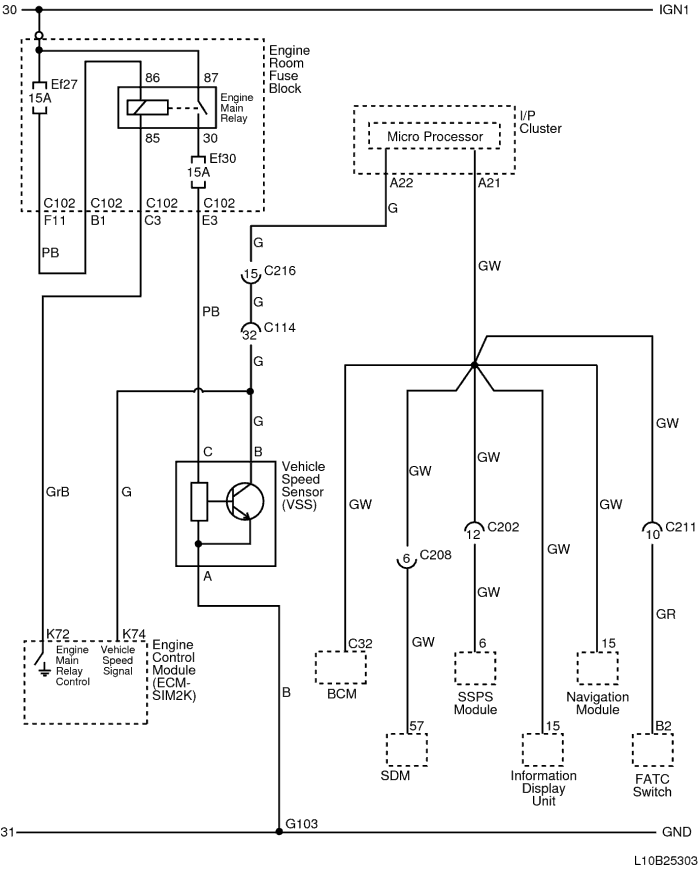 30 IGN1
Engine
Room
Fuse
Block
Ef27
15A
86 87
Engine
Main
Relay
85 30
Ef30
15A
I/P
Cluster
Micro Processor
A22 A21
C102 C102 C102 C102
F11 B1 C3 E3
G
G
PB
GW
15 C216
G
PB
32 C114
G
G
GW
C B
Vehicle
Speed
Sensor
(VSS)
GW
GW
GrB
G
GW
GW
12 C202
10 C211
6 C208
GW
A
GW
GR
K72 K74
Engine
Main
Relay
Control
Vehicle
Speed
Signal
Engine
Control
Module
(ECM-
SIM2K)
GW
C32
BCM
6
SSPS
Module
15
Navigation
Module
B
57
SDM
15
Information
Display
Unit
B2
FATC
Switch
G103
31 GND
L10B25303